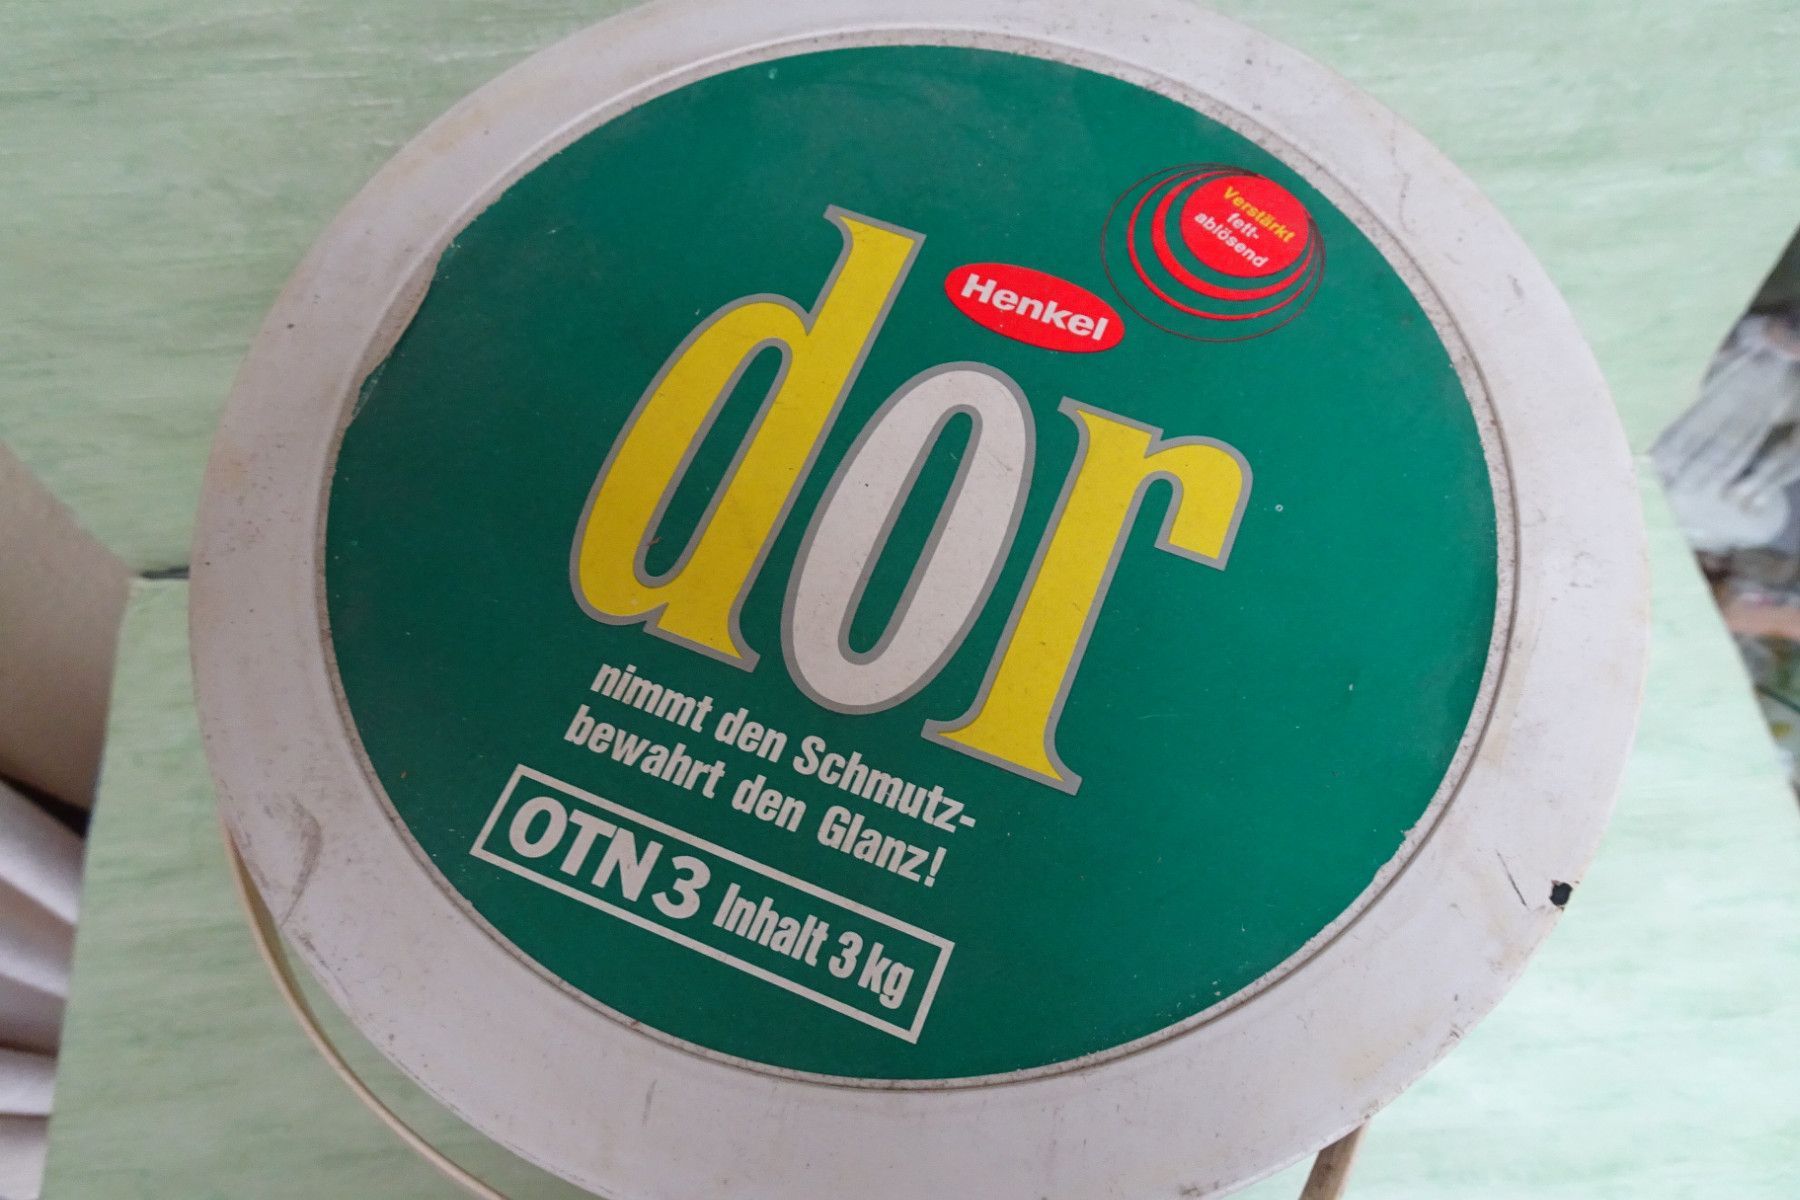 Verstärkt
fett-
ablösend
Henkel
dor
nimmt den Schmutz-
bewahrt den Glanz!
OTN 3 Inhalt 3 kg